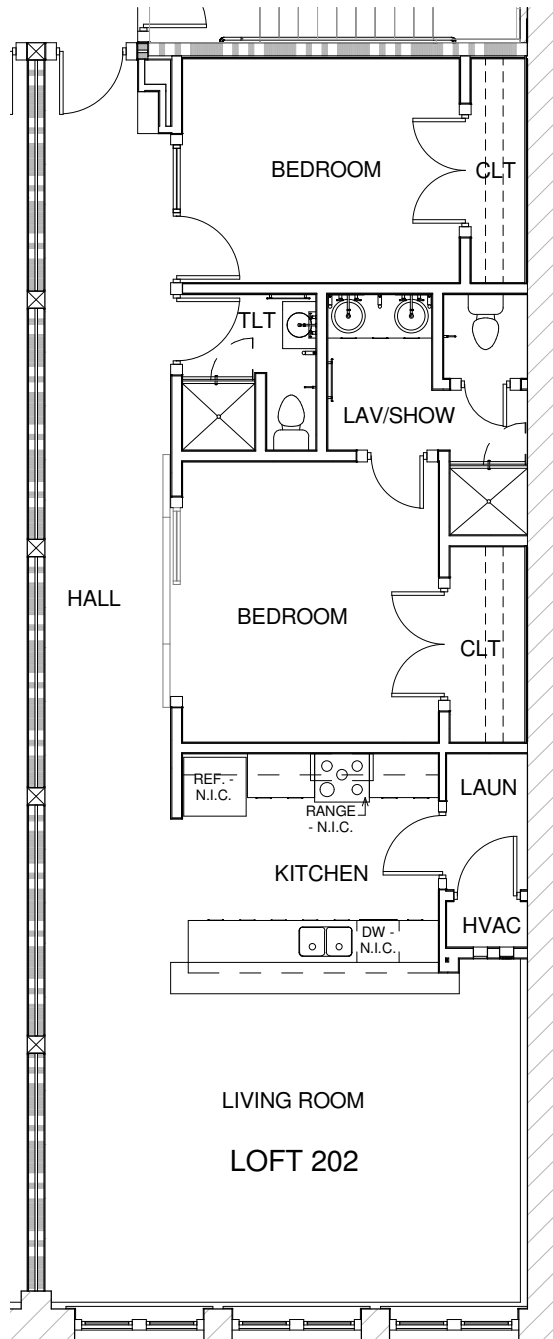 BEDROOM
CLT
TLT
LAV/SHOW
HALL
BEDROOM
CLT
REF. -
N.I.C.
RANGE
- N.I.C.
LAUN
KITCHEN
HVAC
DW -
N.I.C.
LIVING ROOM
LOFT 202